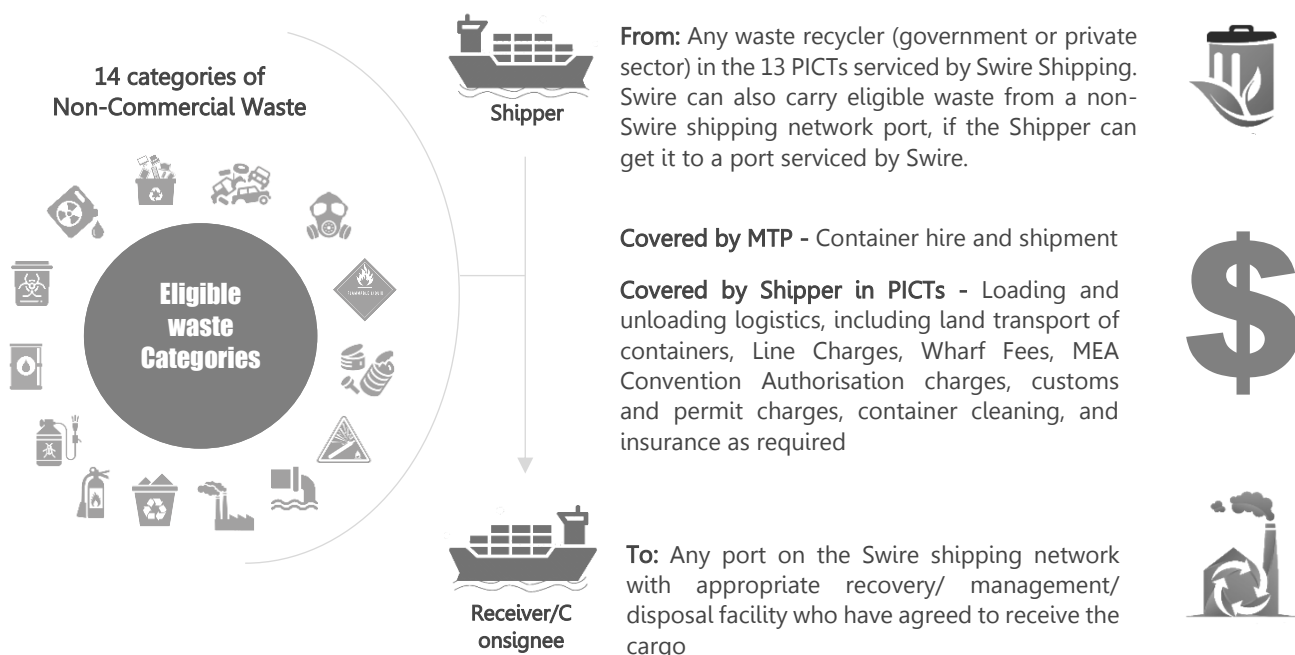 14 categories of
Non-Commercial Waste
Eligible
waste
Categories
FLAMMABLE LIQUID
Shipper
From: Any waste recycler (government or private
sector) in the 13 PICTs serviced by Swire Shipping.
Swire can also carry eligible waste from a non-
Swire shipping network port, if the Shipper can
get it to a port serviced by Swire.
Covered by MTP - Container hire and shipment
Covered by Shipper in PICTs - Loading and
unloading logistics, including land transport of
containers, Line Charges, Wharf Fees, MEA
Convention Authorisation charges, customs
and permit charges, container cleaning, and
insurance as required
$
Receiver/C
onsignee
To: Any port on the Swire shipping network
with appropriate recovery/ management/
disposal facility who have agreed to receive the
cargo